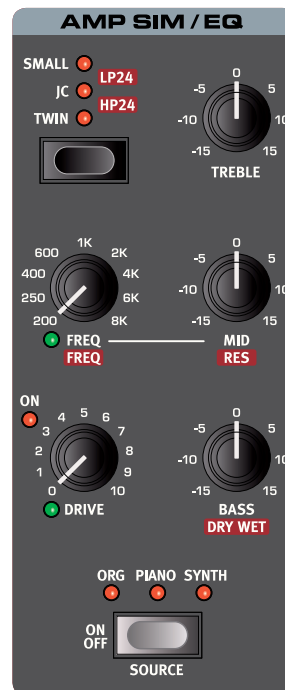 AMP SIM / EQ
SMALL
LP24
JC
HP24
TWIN
0
-5 5
-10 10
-15 15
TREBLE
1K
600 2K
400 4K
250 6K
200 8K
FREQ
FREQ
0
-5 5
-10 10
-15 15
MID
RES
ON
4 5 6
3 7
2 8
1 9
0 10
DRIVE
0
-5 5
-10 10
-15 15
BASS
DRY WET
ORG PIANO SYNTH
ON
OFF
SOURCE